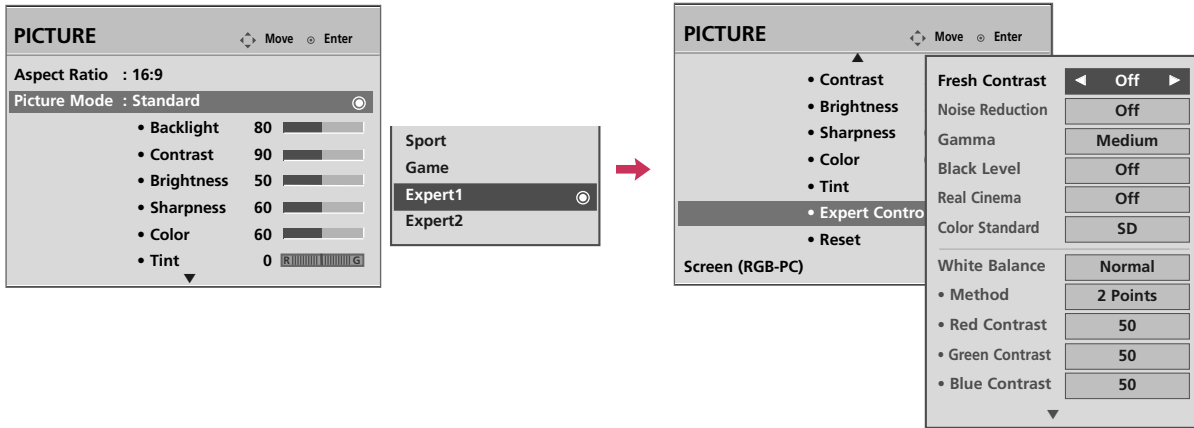 PICTURE
Move Enter
Aspect Ratio : 16:9
Picture Mode : Standard
• Backlight 80
• Contrast 90
• Brightness 50
• Sharpness 60
• Color 60
• Tint 0 R G
Sport
Game
Expert1
Expert2
PICTURE
Move Enter
• Contrast
• Brightness
• Sharpness
• Color
• Tint
• Expert Contro
• Reset
Screen (RGB-PC)
Fresh Contrast Off
Noise Reduction Off
Gamma Medium
Black Level Off
Real Cinema Off
Color Standard SD
White Balance Normal
• Method 2 Points
• Red Contrast 50
• Green Contrast 50
• Blue Contrast 50